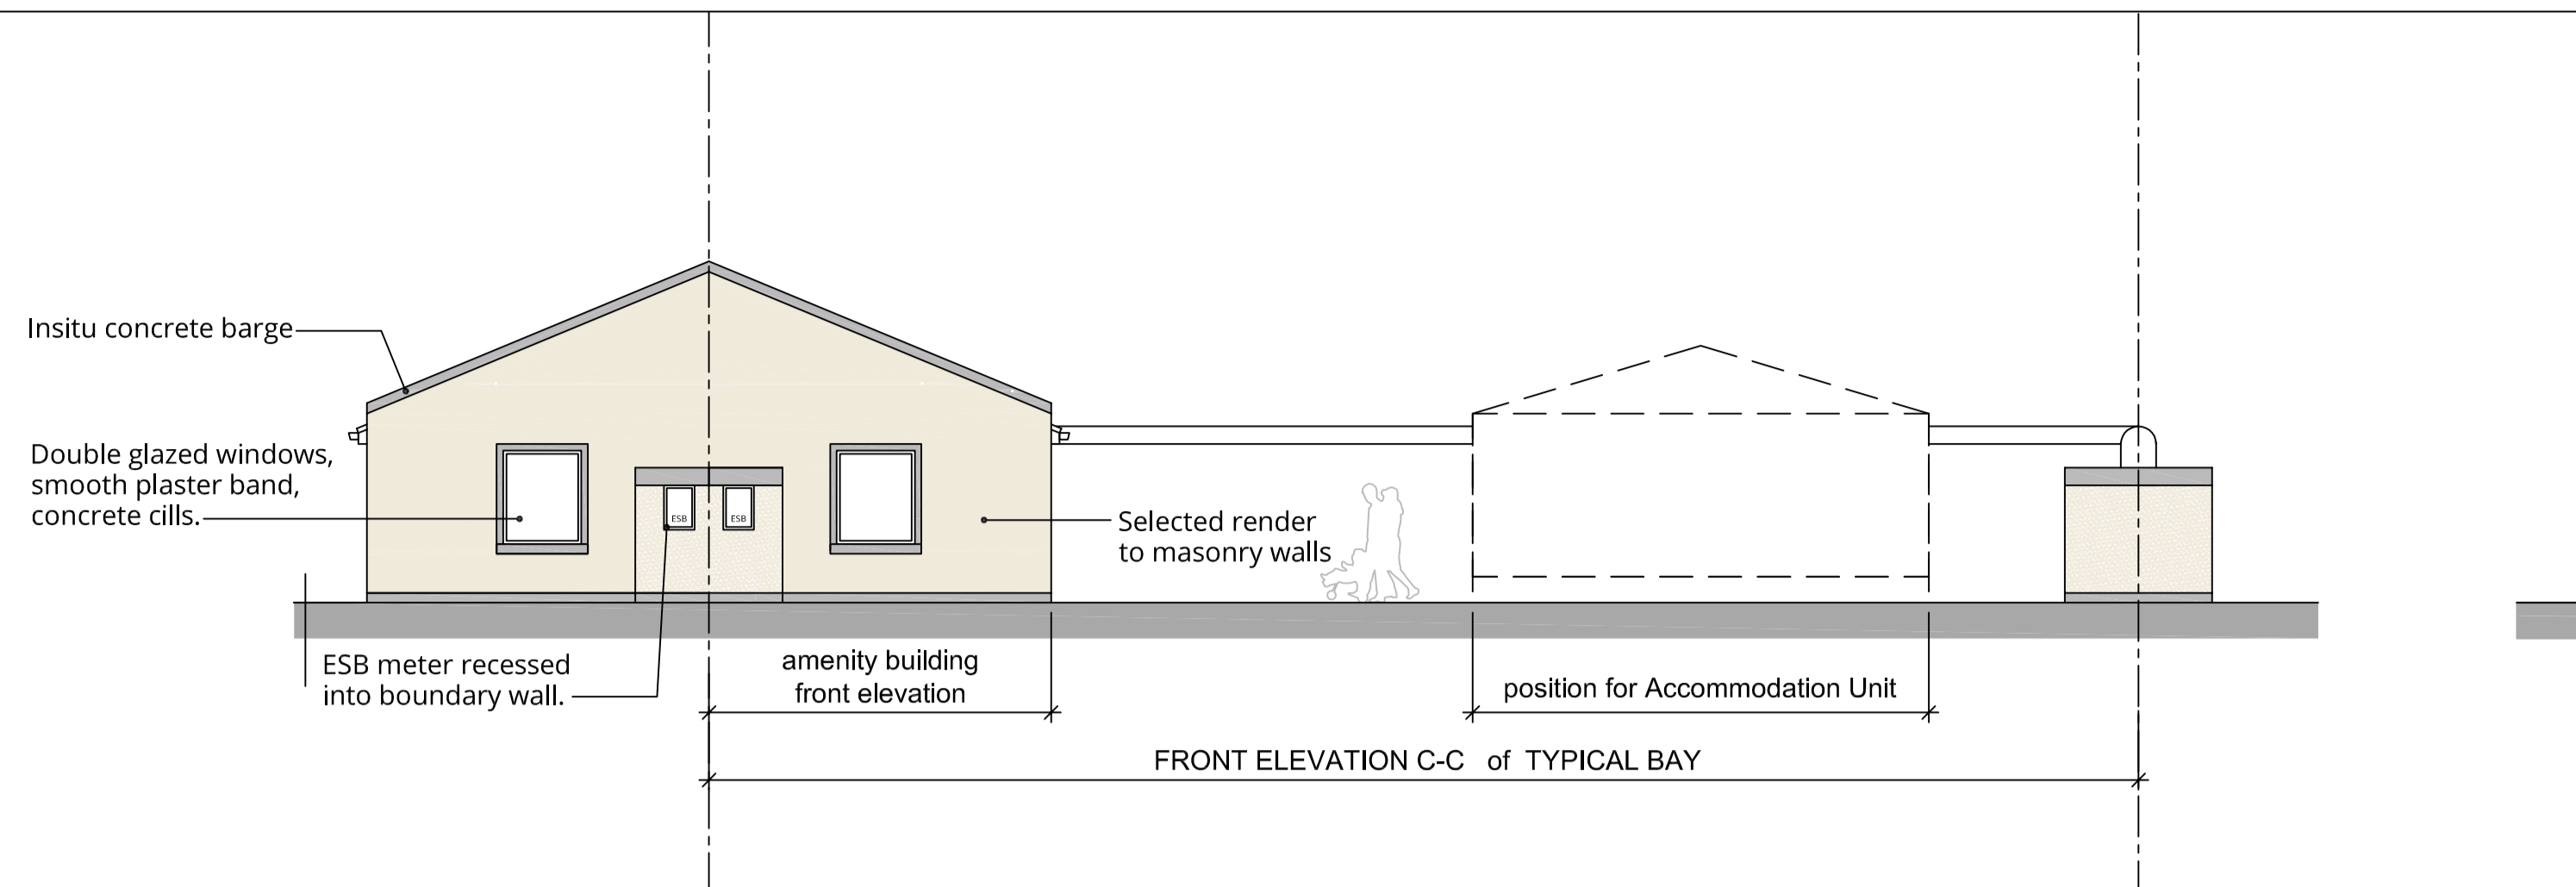 Insitu concrete barge
Double glazed windows,
smooth plaster band,
concrete cills.
ESB
ESB
Selected render
to masonry walls
ESB meter recessed
into boundary wall.
amenity building
front elevation
position for Accommodation Unit
FRONT ELEVATION C-C of TYPICAL BAY